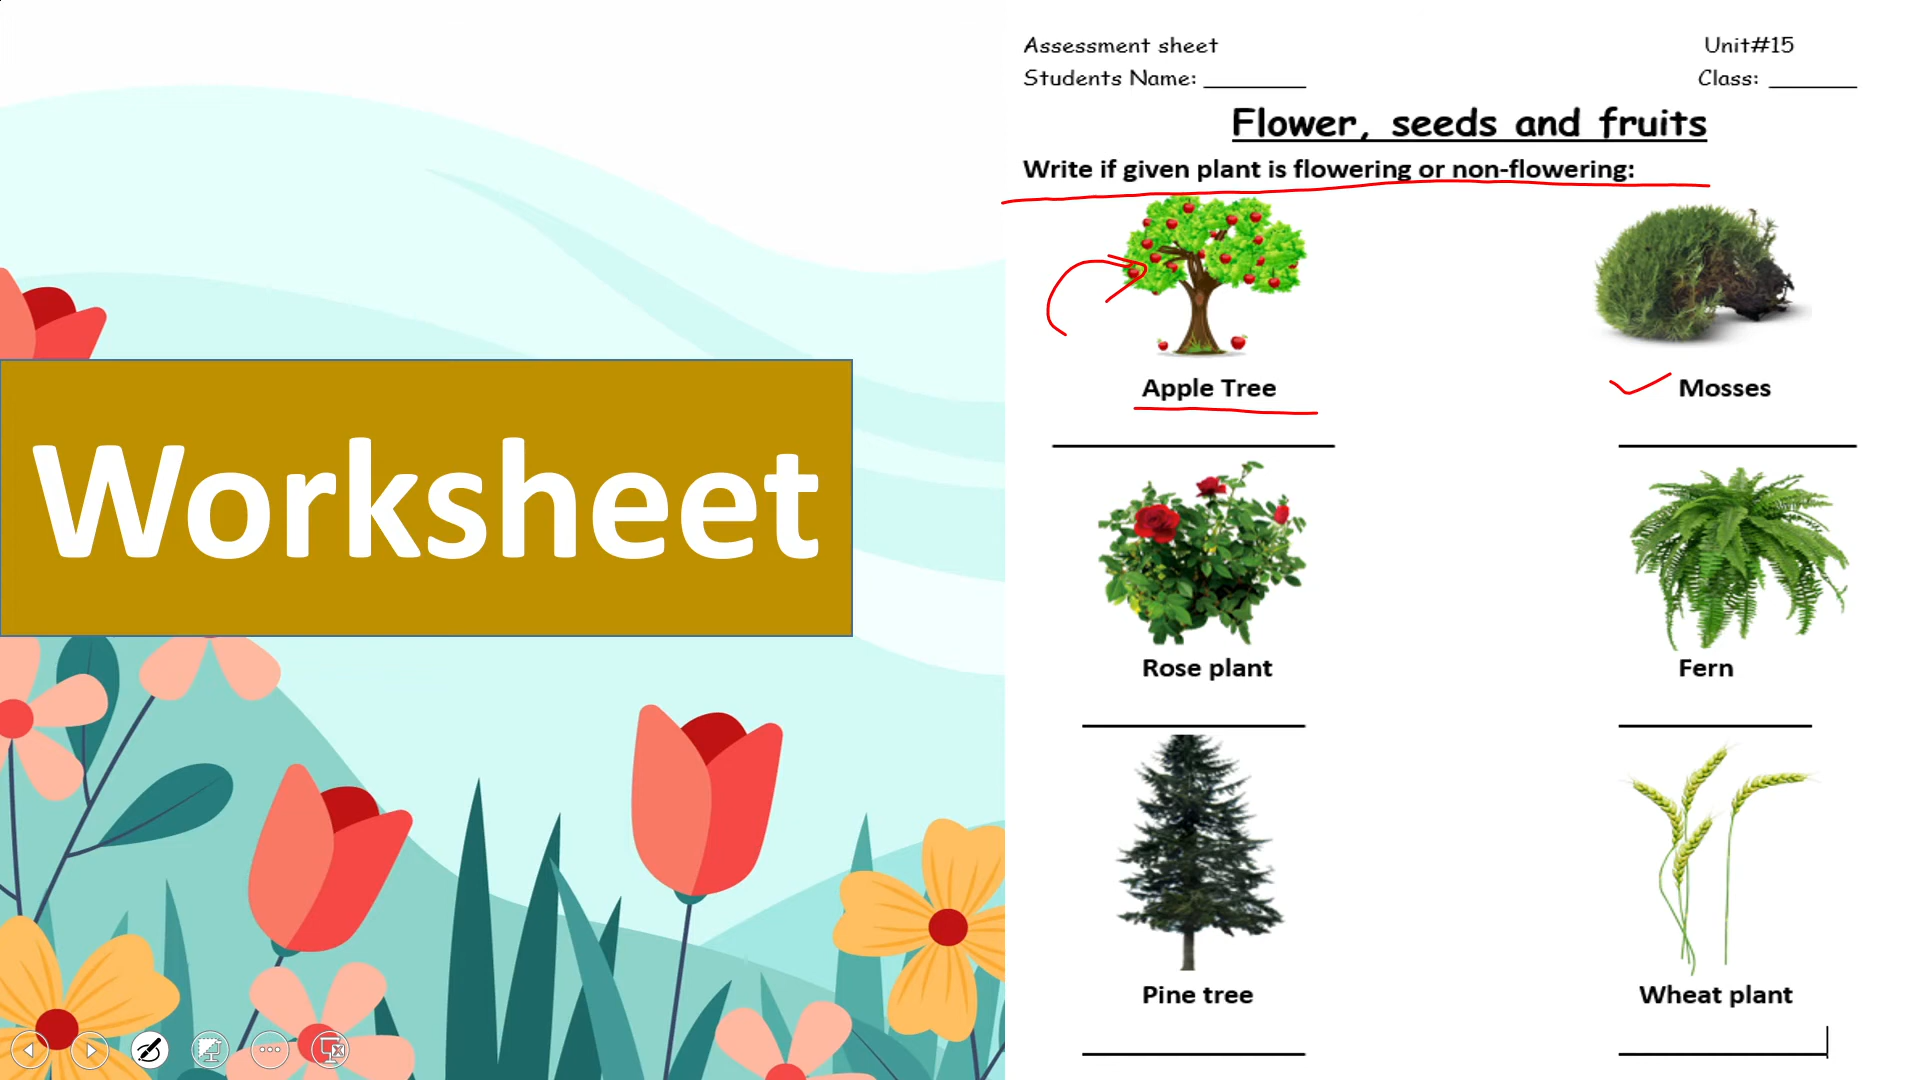 Worksheet
Assessment sheet Unit#15
Students Name: ________ Class: _______
Flower, seeds and fruits
Write if given plant is flowering or non-flowering:
Apple Tree Mosses
Rose plant Fern
Pine tree Wheat plant